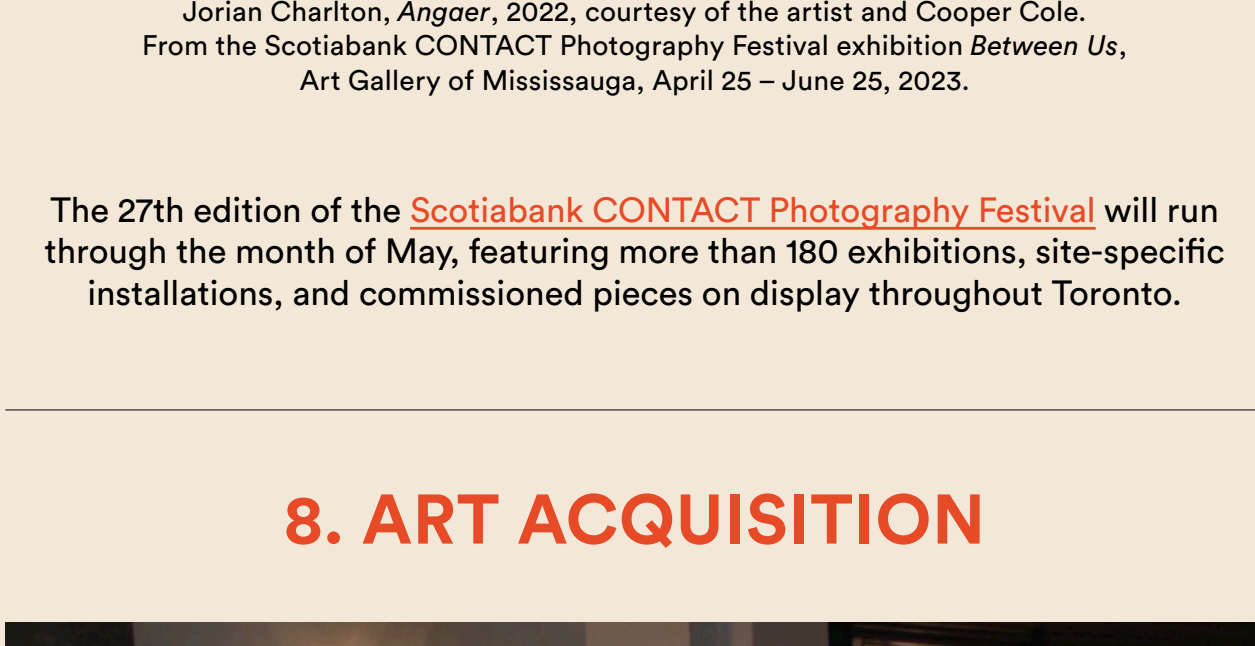 Jorian Charlton, Angaer, 2022, courtesy of the artist and Cooper Cole.
From the Scotiabank CONTACT Photography Festival exhibition Between Us,
Art Gallery of Mississauga, April 25 – June 25, 2023.
The 27th edition of the Scotiabank CONTACT Photography Festival will run
through the month of May, featuring more than 180 exhibitions, site-specific
installations, and commissioned pieces on display throughout Toronto.
8. ART ACQUISITION